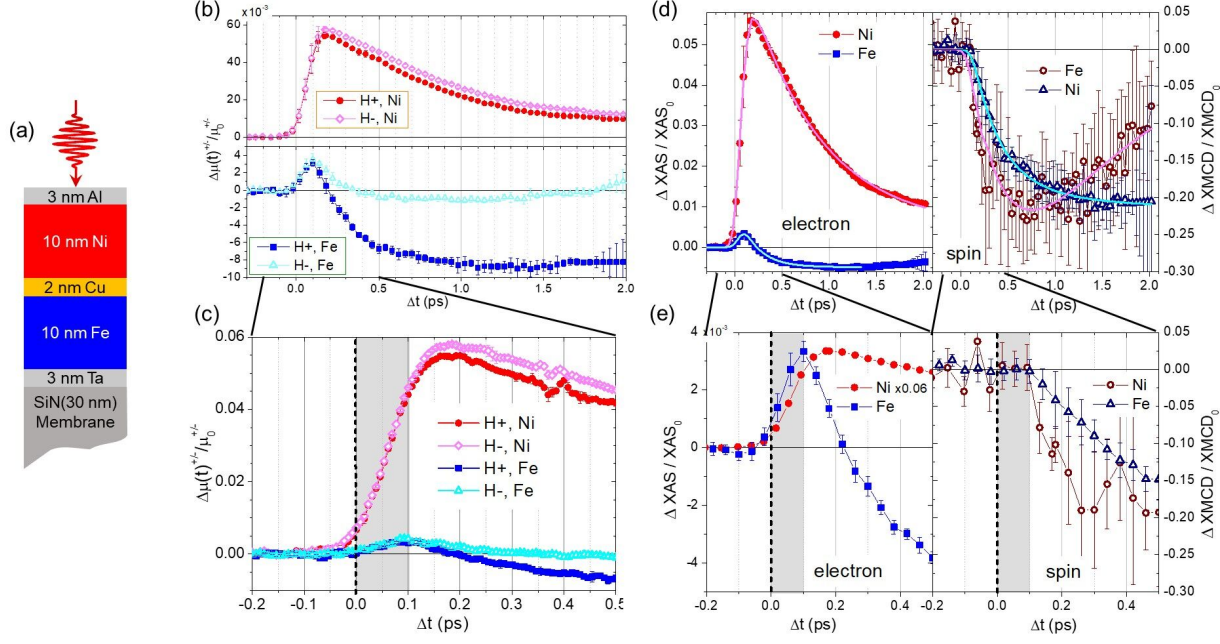 (a)
3 nm Al
10 nm Ni
2 nm Cu
10 nm Fe
3 nm Ta
SiN(30 nm)
Membrane
(b)
x10⁻³
60
40
20
0
H+, Ni
H-, Ni
Δμ(t)⁺/⁻/μ₀⁺/⁻
4
2
0
-2
-4
-6
-8
-10
H+, Fe
H-, Fe
0.0 0.5 1.0 1.5 2.0
Δt (ps)
(c)
0.06
0.04
0.02
0.00
Δμ(t)⁺/⁻/μ₀⁺/⁻
H+, Ni
H-, Ni
H+, Fe
H-, Fe
-0.2 -0.1 0.0 0.1 0.2 0.3 0.4 0.5
Δt (ps)
(d)
0.05
0.04
0.03
0.02
0.01
0.00
Δ XAS / XAS₀
Ni
Fe
electron
0.0 0.5 1.0 1.5 2.0
Δt (ps)
Fe
Ni
spin
0.0 0.5 1.0 1.5 2.0
Δt (ps)
0.05
0.00
-0.05
-0.10
-0.15
-0.20
-0.25
-0.30
Δ XMCD / XMCD₀
(e)
x10⁻³
4
2
0
-2
-4
Δ XAS / XAS₀
Ni x0.06
Fe
electron
-0.2 0.0 0.2 0.4 -0.2 0.0 0.2 0.4
Δt (ps)
Ni
Fe
spin
0.05
0.00
-0.05
-0.10
-0.15
-0.20
-0.25
-0.30
Δ XMCD / XMCD₀